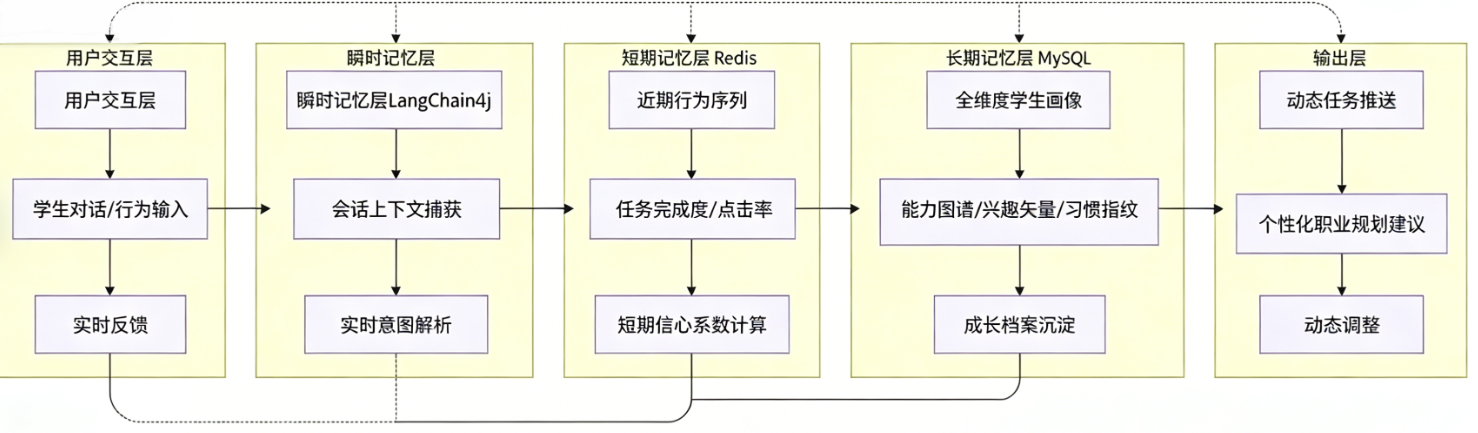 用户交互层
用户交互层
学生对话/行为输入
实时反馈
瞬时记忆层
瞬时记忆层LangChain4j
会话上下文捕获
实时意图解析
短期记忆层 Redis
近期行为序列
任务完成度/点击率
短期信心系数计算
长期记忆层 MySQL
全维度学生画像
能力图谱/兴趣矢量/习惯指纹
成长档案沉淀
输出层
动态任务推送
个性化职业规划建议
动态调整